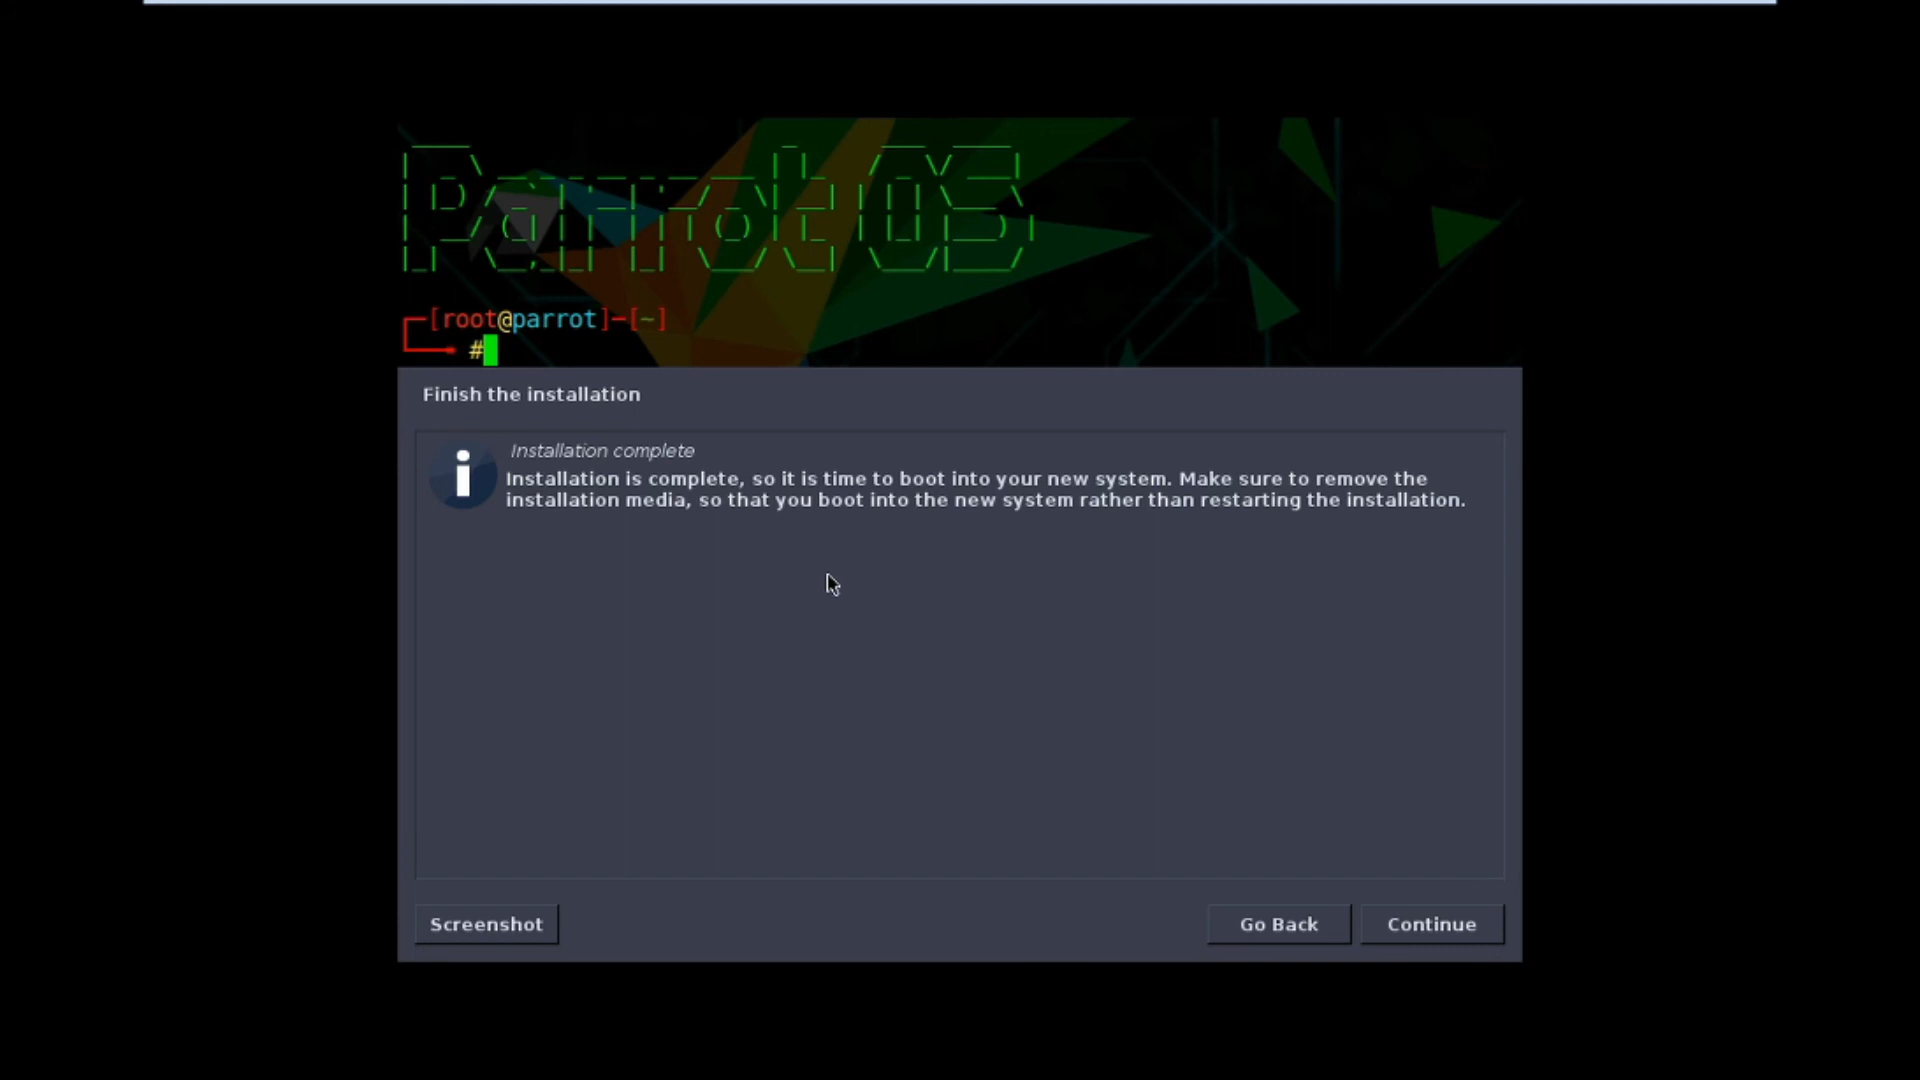 Parrot OS
[root@parrot]-[~]
#
Finish the installation
Installation complete
Installation is complete, so it is time to boot into your new system. Make sure to remove the
installation media, so that you boot into the new system rather than restarting the installation.
Screenshot
Go Back
Continue